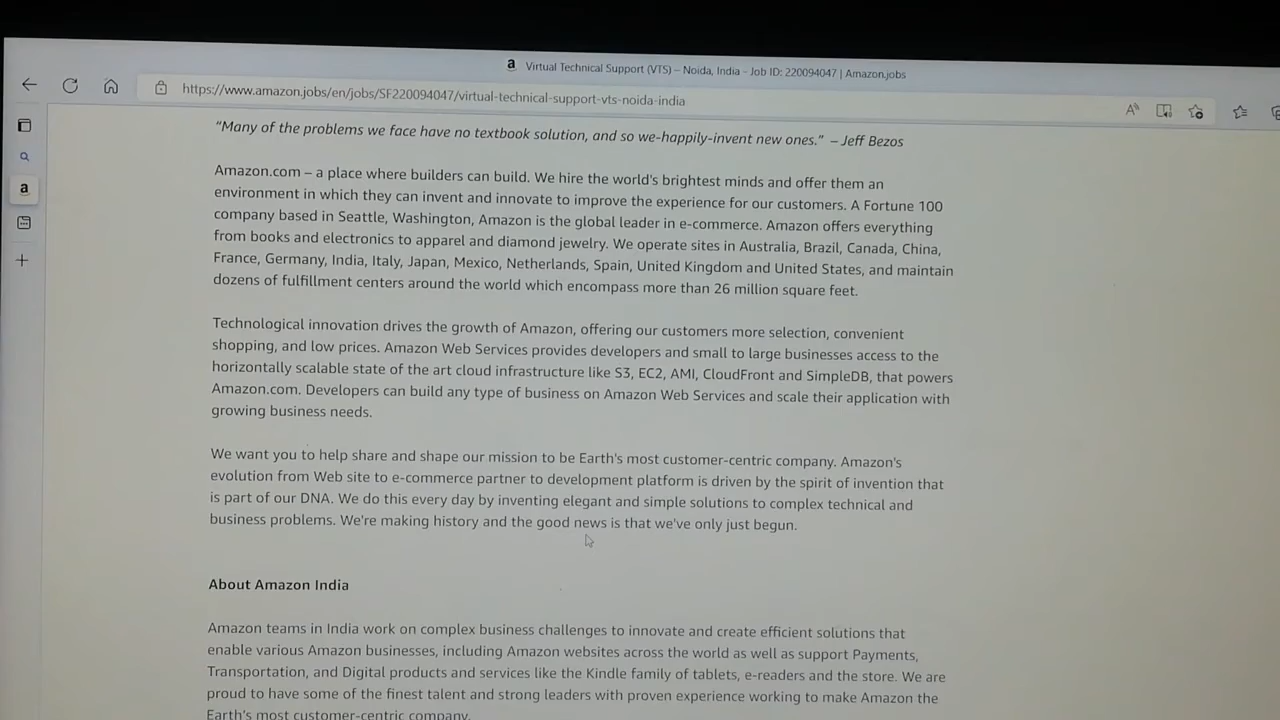 a Virtual Technical Support (VTS) – Noida, India - Job ID: 220094047 | Amazon.jobs
https://www.amazon.jobs/en/jobs/SF220094047/virtual-technical-support-vts-noida-india
"Many of the problems we face have no textbook solution, and so we-happily-invent new ones." – Jeff Bezos
Amazon.com – a place where builders can build. We hire the world's brightest minds and offer them an
environment in which they can invent and innovate to improve the experience for our customers. A Fortune 100
company based in Seattle, Washington, Amazon is the global leader in e-commerce. Amazon offers everything
from books and electronics to apparel and diamond jewelry. We operate sites in Australia, Brazil, Canada, China,
France, Germany, India, Italy, Japan, Mexico, Netherlands, Spain, United Kingdom and United States, and maintain
dozens of fulfillment centers around the world which encompass more than 26 million square feet.
Technological innovation drives the growth of Amazon, offering our customers more selection, convenient
shopping, and low prices. Amazon Web Services provides developers and small to large businesses access to the
horizontally scalable state of the art cloud infrastructure like S3, EC2, AMI, CloudFront and SimpleDB, that powers
Amazon.com. Developers can build any type of business on Amazon Web Services and scale their application with
growing business needs.
We want you to help share and shape our mission to be Earth's most customer-centric company. Amazon's
evolution from Web site to e-commerce partner to development platform is driven by the spirit of invention that
is part of our DNA. We do this every day by inventing elegant and simple solutions to complex technical and
business problems. We're making history and the good news is that we've only just begun.
About Amazon India
Amazon teams in India work on complex business challenges to innovate and create efficient solutions that
enable various Amazon businesses, including Amazon websites across the world as well as support Payments,
Transportation, and Digital products and services like the Kindle family of tablets, e-readers and the store. We are
proud to have some of the finest talent and strong leaders with proven experience working to make Amazon the
Earth's most customer-centric company.